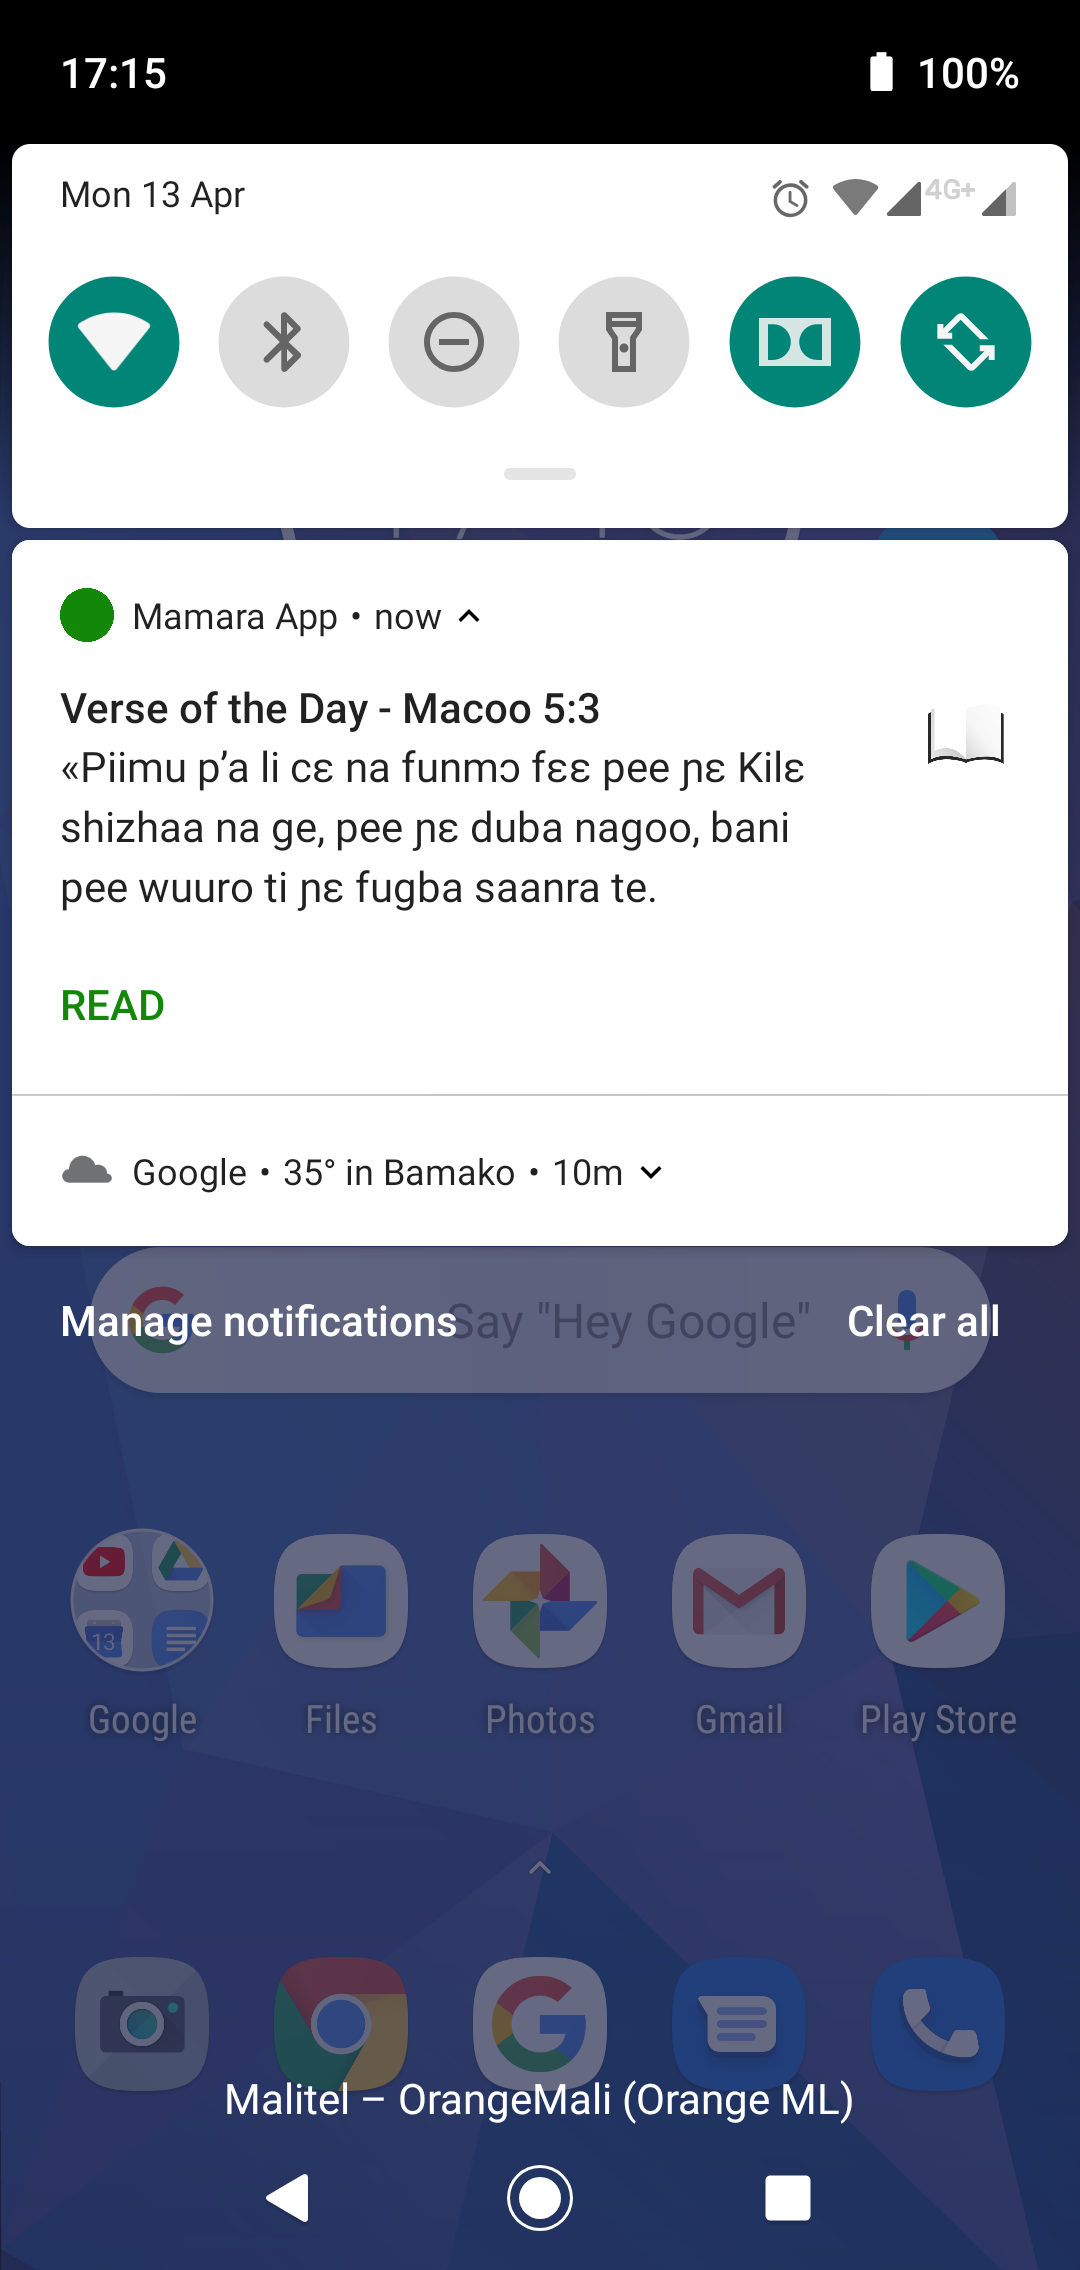 17:15
100%
Mon 13 Apr
4G+
Mamara App • now
Verse of the Day - Macoo 5:3
«Piimu p’a li cɛ na funmɔ fɛɛ pee ɲɛ Kilɛ
shizhaa na ge, pee ɲɛ duba nagoo, bani
pee wuuro ti ɲɛ fugba saanra te.
READ
Google • 35° in Bamako • 10m
Manage notifications
Say "Hey Google"
Clear all
13
Google
Files
Photos
Gmail
Play Store
Malitel – OrangeMali (Orange ML)